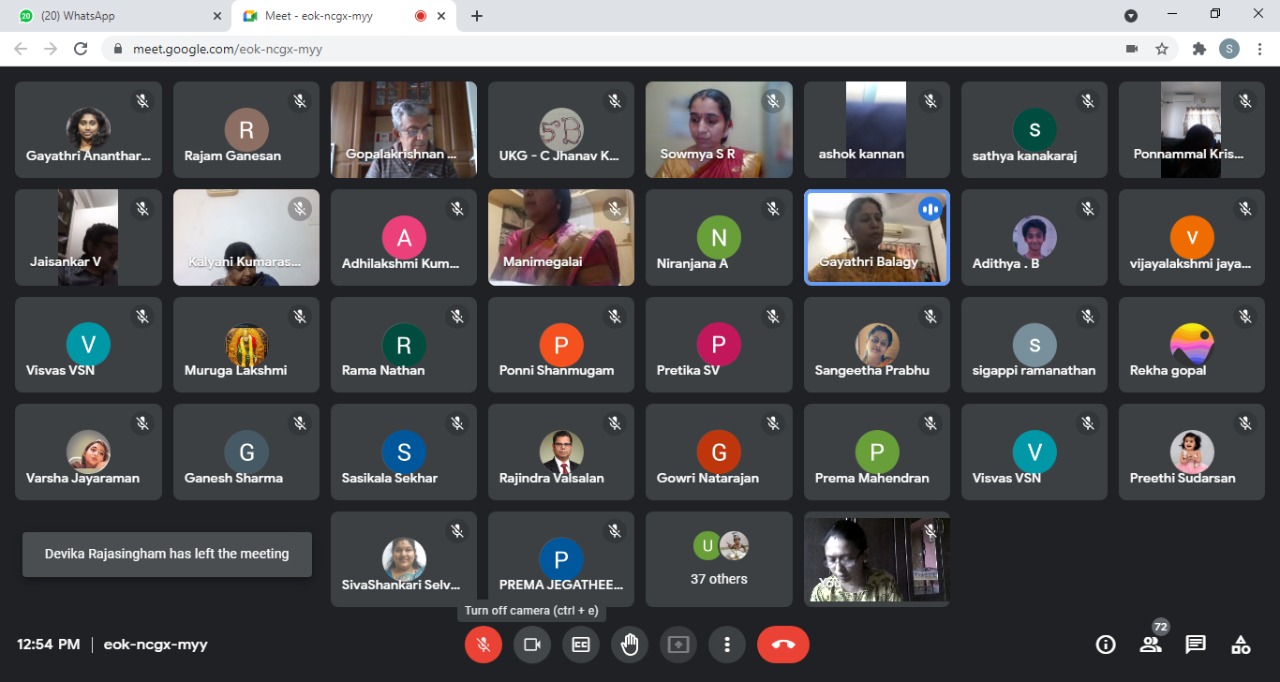 20
(20) WhatsApp
Meet - eok-ncgx-myy
meet.google.com/eok-ncgx-myy
S
Gayathri Ananthar...
R
Rajam Ganesan
Gopalakrishnan ...
5B
UKG - C Jhanav K...
Sowmya S R
ashok kannan
s
sathya kanakaraj
Ponnammal Kris...
Jaisankar V
Kalyani Kumaras...
A
Adhilakshmi Kum...
Manimegalai
N
Niranjana A
Gayathri Balagy
Adithya . B
v
vijayalakshmi jaya...
V
Visvas VSN
Muruga Lakshmi
R
Rama Nathan
P
Ponni Shanmugam
P
Pretika SV
Sangeetha Prabhu
s
sigappi ramanathan
Rekha gopal
Varsha Jayaraman
G
Ganesh Sharma
S
Sasikala Sekhar
Rajindra Valsalan
G
Gowri Natarajan
P
Prema Mahendran
V
Visvas VSN
Preethi Sudarsan
Devika Rajasingham has left the meeting
SivaShankari Selv...
P
PREMA JEGATHEE...
U
37 others
You
Turn off camera (ctrl + e)
12:54 PM | eok-ncgx-myy
CC
72